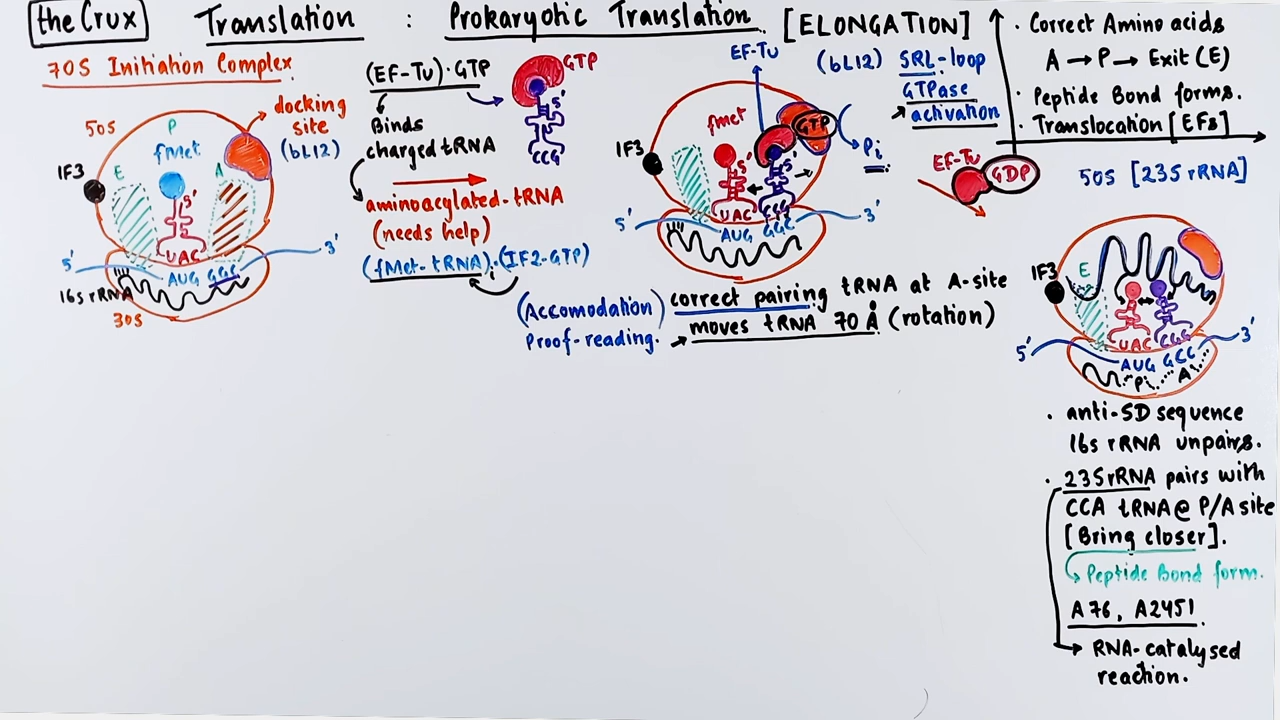 the Crux Translation : Prokaryotic Translation [ELONGATION]
70S Initiation Complex
50S
P
fMet
docking
site
(bL12)
IF3
E
A
5'
UAC
5'
3'
AUG GGC
16s rRNA
30S
(EF-Tu)·GTP
Binds
charged tRNA
aminoacylated-tRNA
(needs help)
(fMet-tRNA)i·(IF2-GTP)
GTP
5'
CCG
EF-Tu
fmet
GTP
IF3
5'
5'
UAC CCG
5'
3'
AUG GGC
Pi
(bL12) SRL-loop
GTPase
activation
(Accomodation)
Proof-reading.
correct pairing tRNA at A-site
moves tRNA 70 Å (rotation)
· Correct Amino acids
A → P → Exit (E)
· Peptide Bond forms.
· Translocation [EFs]
EF-Tu
GDP
50S [23S rRNA]
IF3
E
UAC CGG
5'
3'
AUG GCC
P
A
· anti-SD sequence
16s rRNA unpairs.
· 23S rRNA pairs with
CCA tRNA @ P/A site
[Bring closer].
Peptide Bond form.
A76, A2451
RNA-catalysed
reaction.